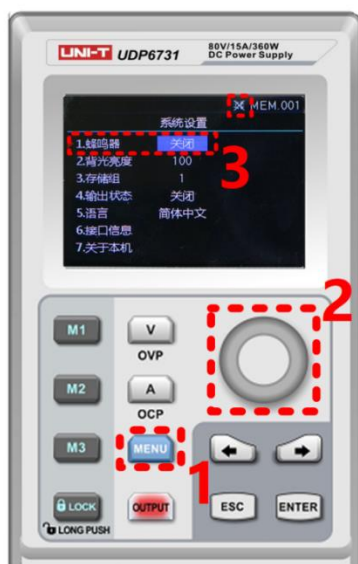 UNI-T UDP6731
80V/15A/360W
DC Power Supply
MEM.001
系统设置
1.蜂鸣器 关闭
2.背光亮度 100
3.存储组 1
4.输出状态 关闭
5.语言 简体中文
6.接口信息
7.关于本机
3
2
M1 V
OVP
M2 A
OCP
M3 MENU
1
LOCK OUTPUT ESC ENTER
LONG PUSH